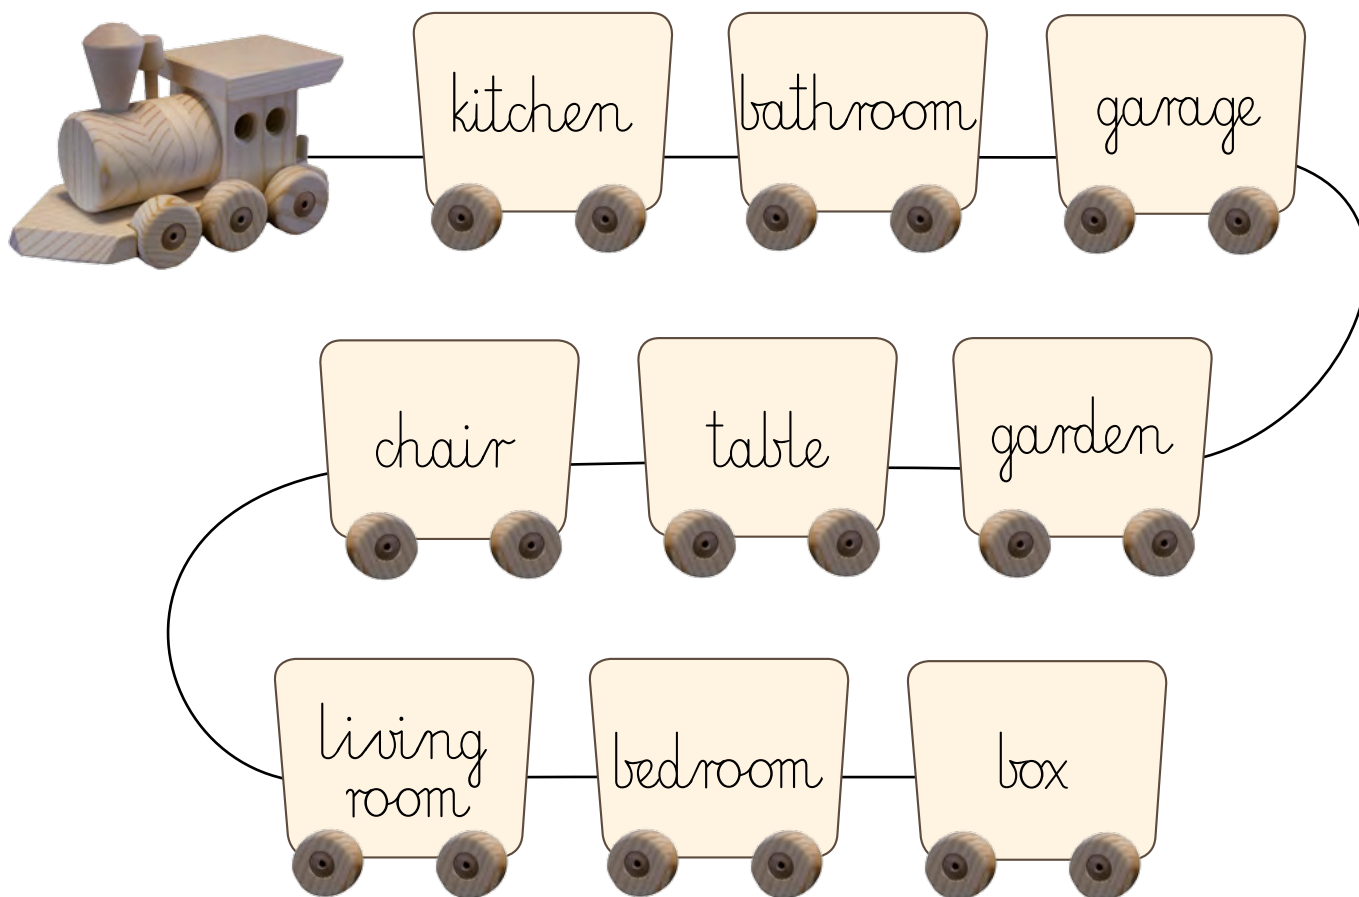 kitchen
bathroom
garage
chair
table
garden
living
room
bedroom
box